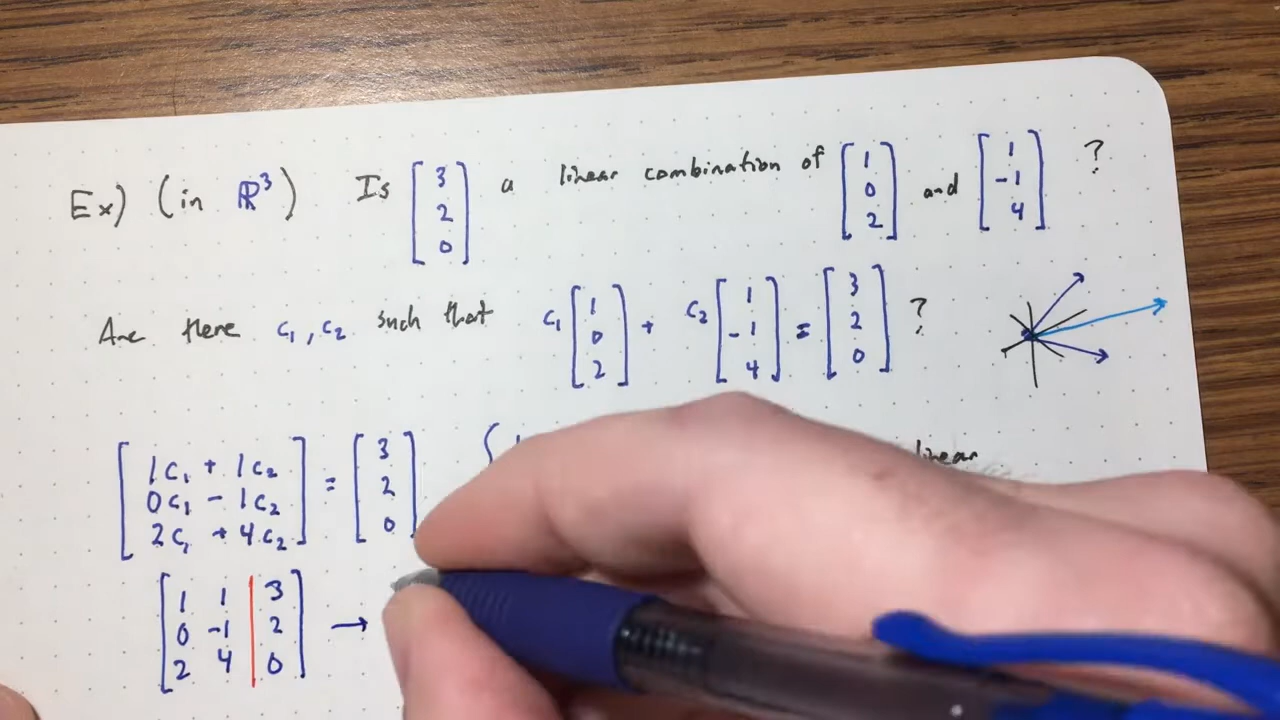 Ex) (in ℝ³) Is [3 2 0] a linear combination of [1 0 2] and [1 -1 4] ?
Are there c₁, c₂ such that c₁ [1 0 2] + c₂ [1 -1 4] = [3 2 0] ?
[1c₁ + 1c₂
0c₁ - 1c₂
2c₁ + 4c₂] = [3 2 0]
linear
[1 1 | 3
0 -1 | 2
2 4 | 0] →